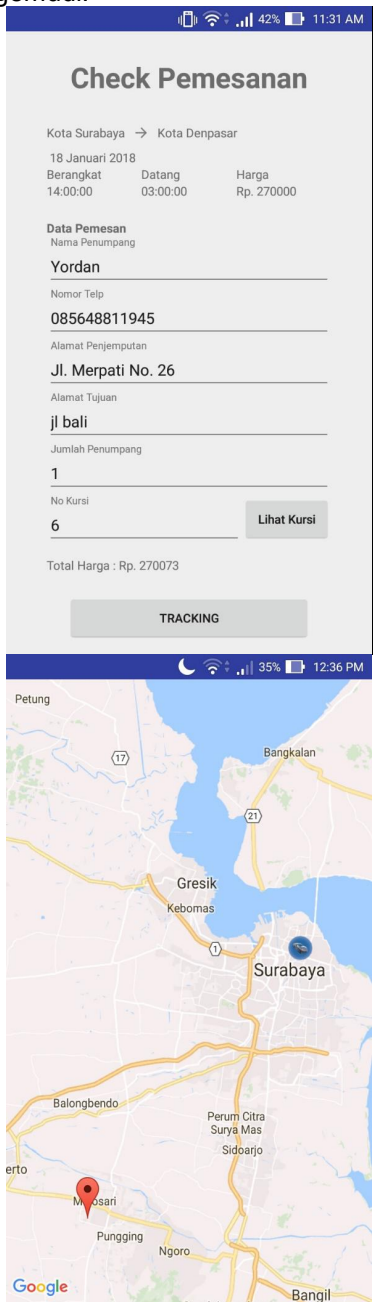 42% 11:31 AM
Check Pemesanan
Kota Surabaya → Kota Denpasar
18 Januari 2018
Berangkat Datang Harga
14:00:00 03:00:00 Rp. 270000
Data Pemesan
Nama Penumpang
Yordan
Nomor Telp
085648811945
Alamat Penjemputan
Jl. Merpati No. 26
Alamat Tujuan
jl bali
Jumlah Penumpang
1
No Kursi
6 Lihat Kursi
Total Harga : Rp. 270073
TRACKING
35% 12:36 PM
Petung
17
Bangkalan
21
Gresik
Kebomas
1
Surabaya
Balongbendo
Perum Citra
Surya Mas
Sidoarjo
erto
Pungging
Ngoro
Google
Bangil